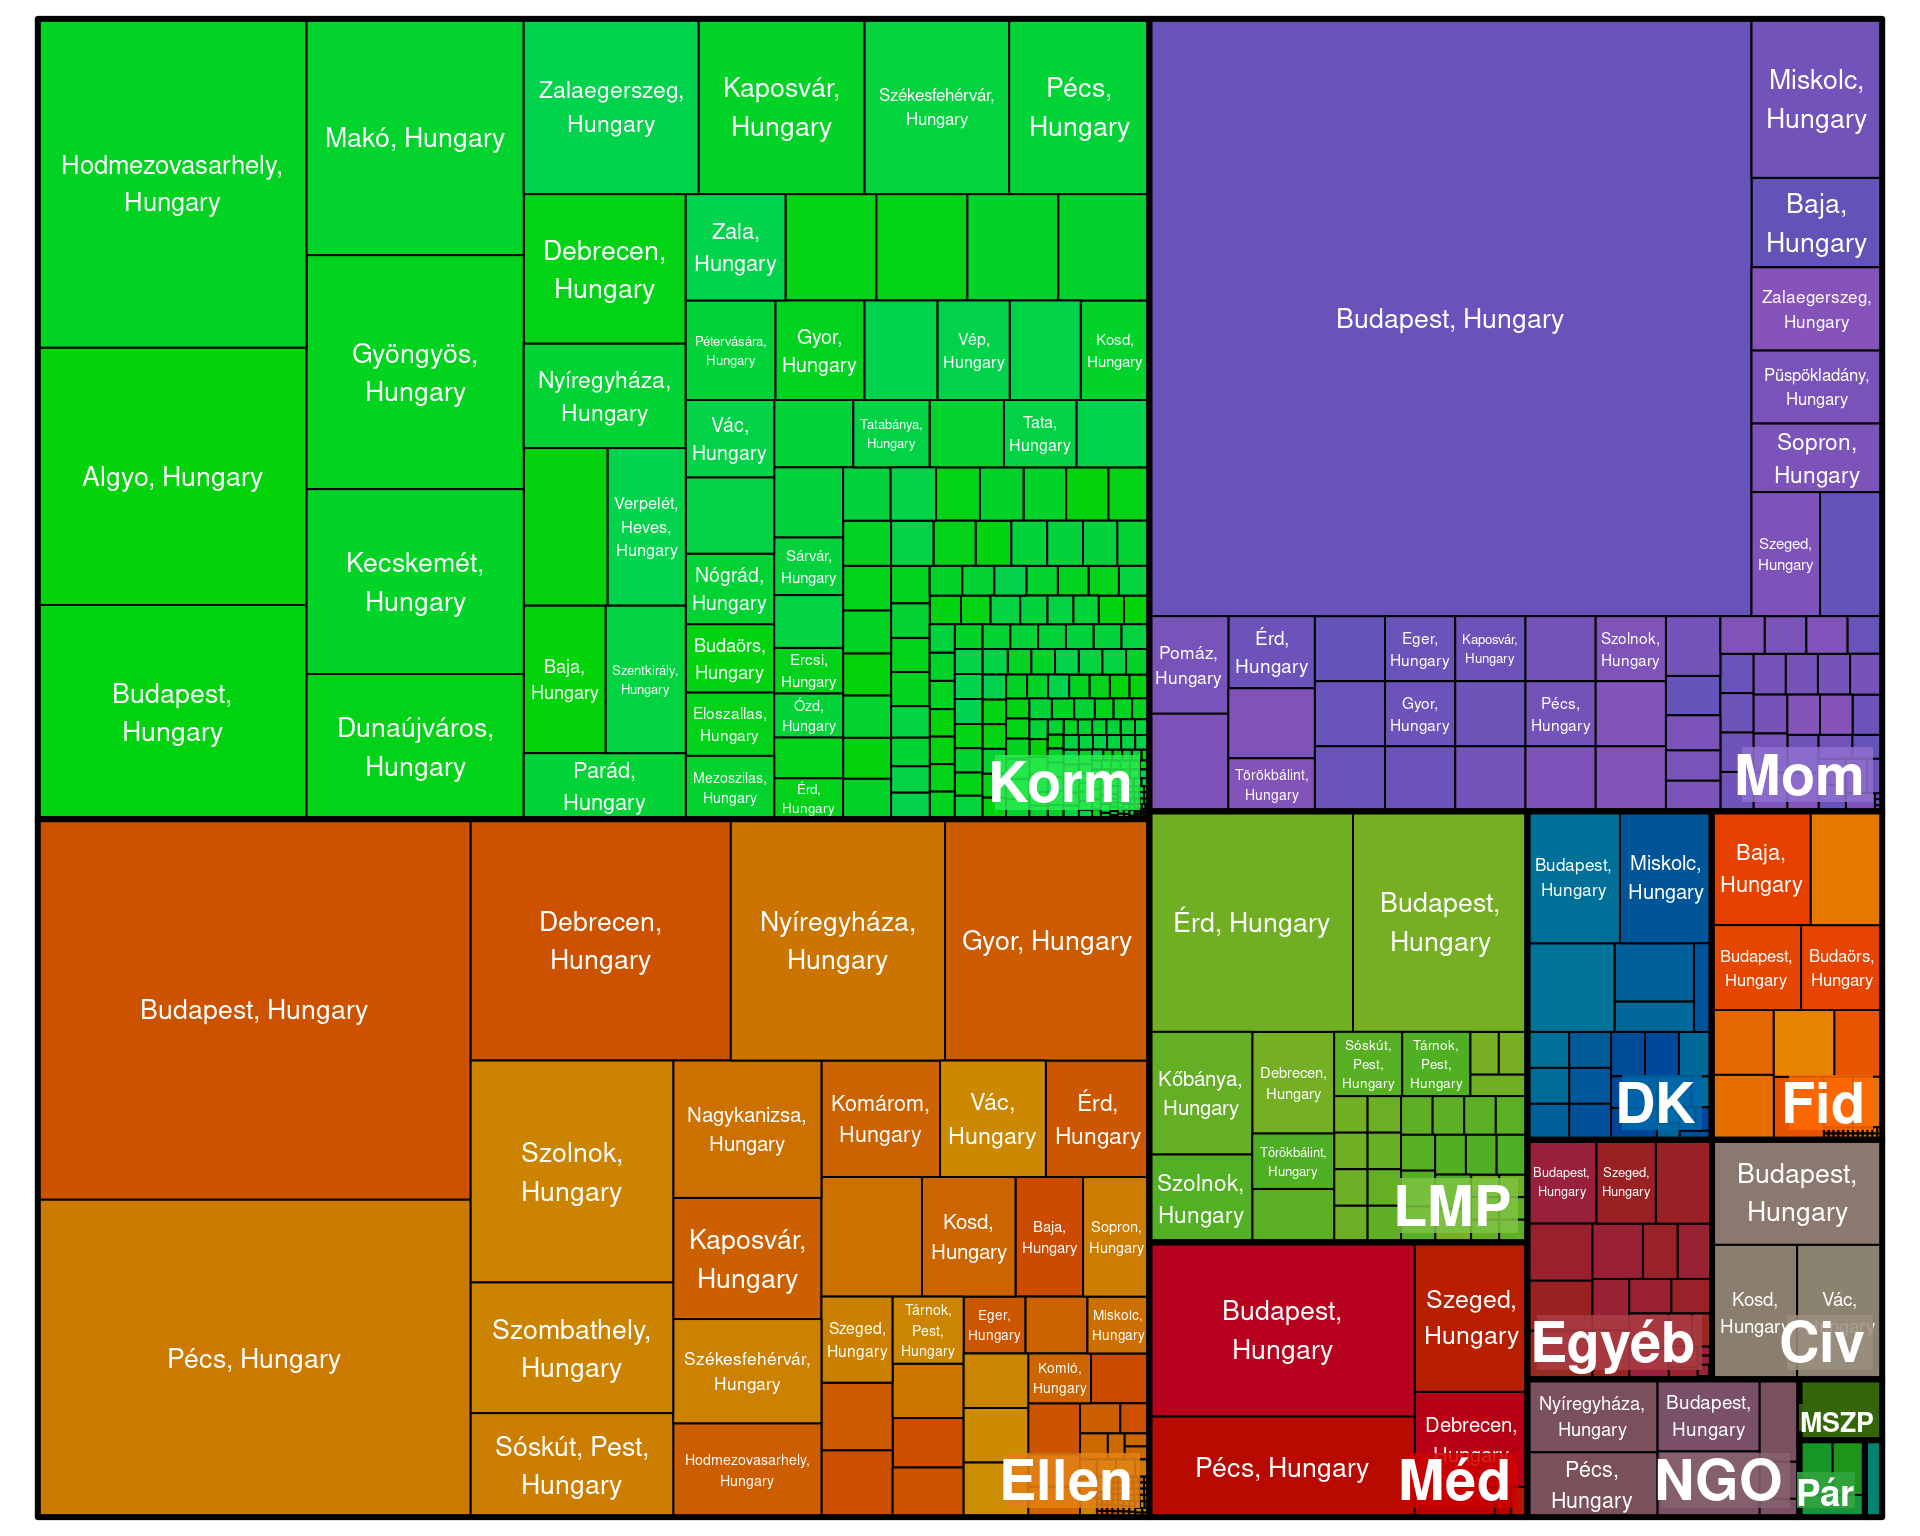 Hodmezovasarhely,
Hungary
Makó, Hungary
Zalaegerszeg,
Hungary
Kaposvár,
Hungary
Székesfehérvár,
Hungary
Pécs,
Hungary
Algyo, Hungary
Budapest,
Hungary
Gyöngyös,
Hungary
Kecskemét,
Hungary
Dunaújváros,
Hungary
Debrecen,
Hungary
Nyíregyháza,
Hungary
Verpelét,
Heves,
Hungary
Baja,
Hungary
Szentkirály,
Hungary
Parád,
Hungary
Zala,
Hungary
Pétervására,
Hungary
Gyor,
Hungary
Vép,
Hungary
Kosd,
Hungary
Vác,
Hungary
Tatabánya,
Hungary
Tata,
Hungary
Nógrád,
Hungary
Budaörs,
Hungary
Eloszallas,
Hungary
Mezoszilas,
Hungary
Sárvár,
Hungary
Ercsi,
Hungary
Ózd,
Hungary
Érd,
Hungary
Korm
Budapest, Hungary
Miskolc,
Hungary
Baja,
Hungary
Zalaegerszeg,
Hungary
Püspökladány,
Hungary
Sopron,
Hungary
Szeged,
Hungary
Pomáz,
Hungary
Érd,
Hungary
Törökbálint,
Hungary
Eger,
Hungary
Kaposvár,
Hungary
Szolnok,
Hungary
Gyor,
Hungary
Pécs,
Hungary
Mom
Budapest, Hungary
Pécs, Hungary
Debrecen,
Hungary
Nyíregyháza,
Hungary
Gyor, Hungary
Szolnok,
Hungary
Szombathely,
Hungary
Sóskút, Pest,
Hungary
Nagykanizsa,
Hungary
Kaposvár,
Hungary
Székesfehérvár,
Hungary
Hodmezovasarhely,
Hungary
Komárom,
Hungary
Vác,
Hungary
Érd,
Hungary
Kosd,
Hungary
Baja,
Hungary
Sopron,
Hungary
Szeged,
Hungary
Tárnok,
Pest,
Hungary
Eger,
Hungary
Miskolc,
Hungary
Komló,
Hungary
Ellen
Érd, Hungary
Budapest,
Hungary
Kőbánya,
Hungary
Szolnok,
Hungary
Debrecen,
Hungary
Törökbálint,
Hungary
Sóskút,
Pest,
Hungary
Tárnok,
Pest,
Hungary
LMP
Budapest,
Hungary
Pécs, Hungary
Szeged,
Hungary
Debrecen,
Hungary
Méd
Budapest,
Hungary
Miskolc,
Hungary
DK
Baja,
Hungary
Budapest,
Hungary
Budaörs,
Hungary
Fid
Budapest,
Hungary
Szeged,
Hungary
Egyéb
Budapest,
Hungary
Kosd,
Hungary
Vác,
Hungary
Civ
Nyíregyháza,
Hungary
Pécs,
Hungary
Budapest,
Hungary
NGO
MSZP
Pár